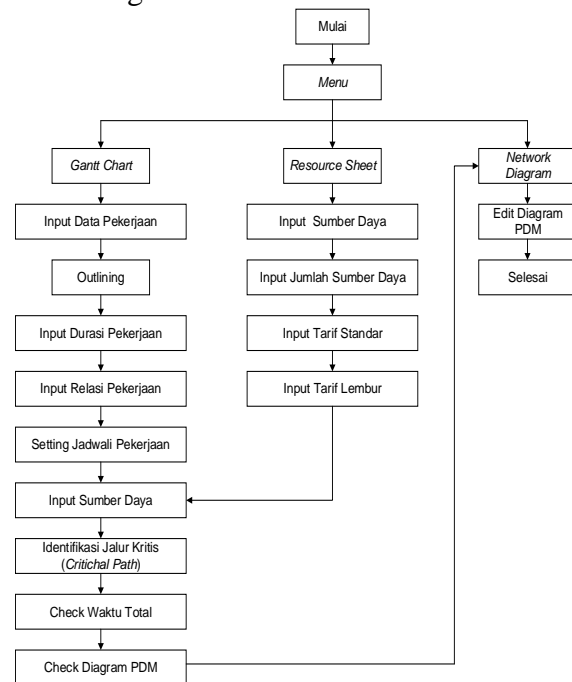 Mulai
Menu
Gantt Chart
Input Data Pekerjaan
Outlining
Input Durasi Pekerjaan
Input Relasi Pekerjaan
Setting Jadwali Pekerjaan
Input Sumber Daya
Identifikasi Jalur Kritis
(Critichal Path)
Check Waktu Total
Check Diagram PDM
Resource Sheet
Input Sumber Daya
Input Jumlah Sumber Daya
Input Tarif Standar
Input Tarif Lembur
Network
Diagram
Edit Diagram
PDM
Selesai